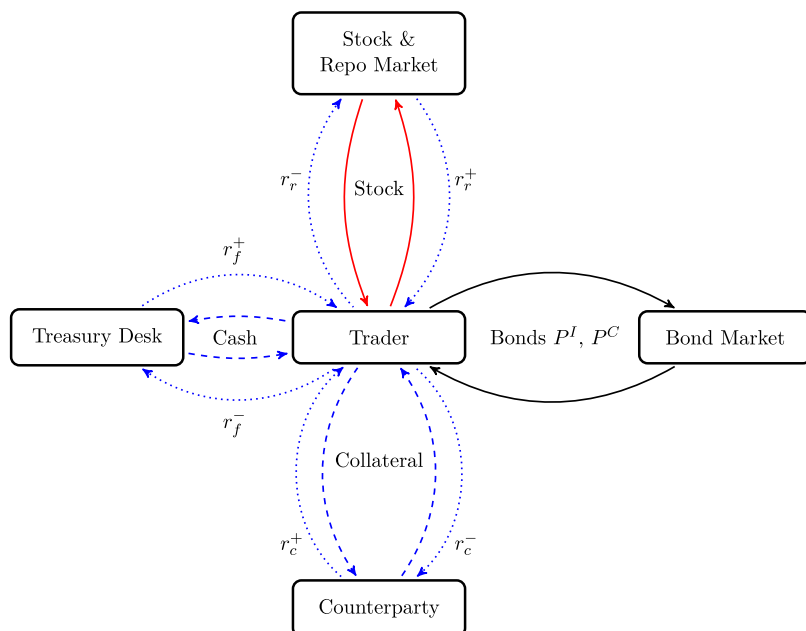 Stock &
Repo Market
$r_r^-$
Stock
$r_r^+$
$r_f^+$
Treasury Desk
Cash
Trader
Bonds $P^I$, $P^C$
Bond Market
$r_f^-$
Collateral
$r_c^+$
$r_c^-$
Counterparty